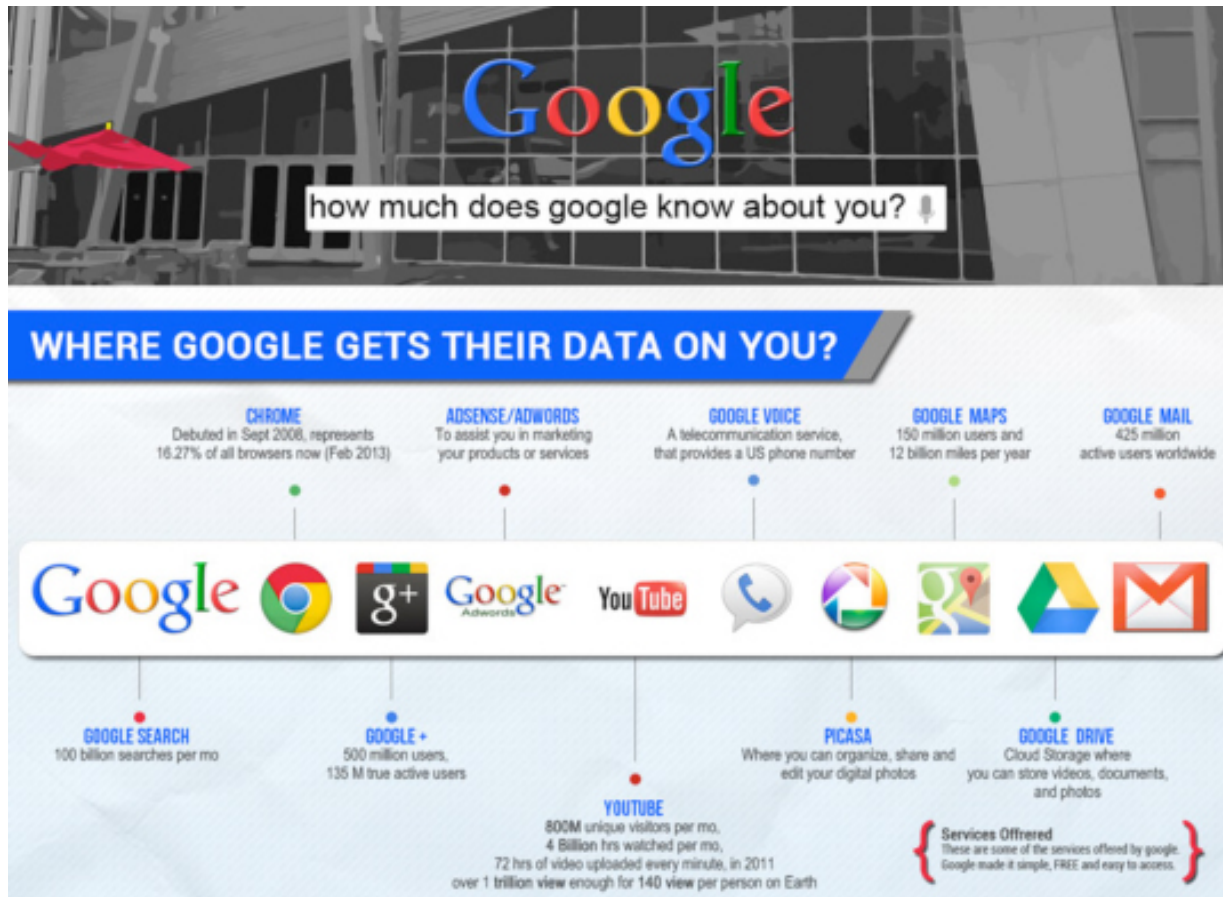 Google
how much does google know about you?
WHERE GOOGLE GETS THEIR DATA ON YOU?
CHROME
Debuted in Sept 2008, represents
16.27% of all browsers now (Feb 2013)
ADSENSE/ADWORDS
To assist you in marketing
your products or services
GOOGLE VOICE
A telecommunication service,
that provides a US phone number
GOOGLE MAPS
150 million users and
12 billion miles per year
GOOGLE MAIL
425 million
active users worldwide
Google
g+
Google
Adwords
YouTube
g
GOOGLE SEARCH
100 billion searches per mo
GOOGLE +
500 million users,
135 M true active users
YOUTUBE
800M unique visitors per mo,
4 Billion hrs watched per mo,
72 hrs of video uploaded every minute, in 2011
over 1 trillion view enough for 140 view per person on Earth
PICASA
Where you can organize, share and
edit your digital photos
GOOGLE DRIVE
Cloud Storage where
you can store videos, documents,
and photos
Services Offrered
These are some of the services offered by google.
Google made it simple, FREE and easy to access.